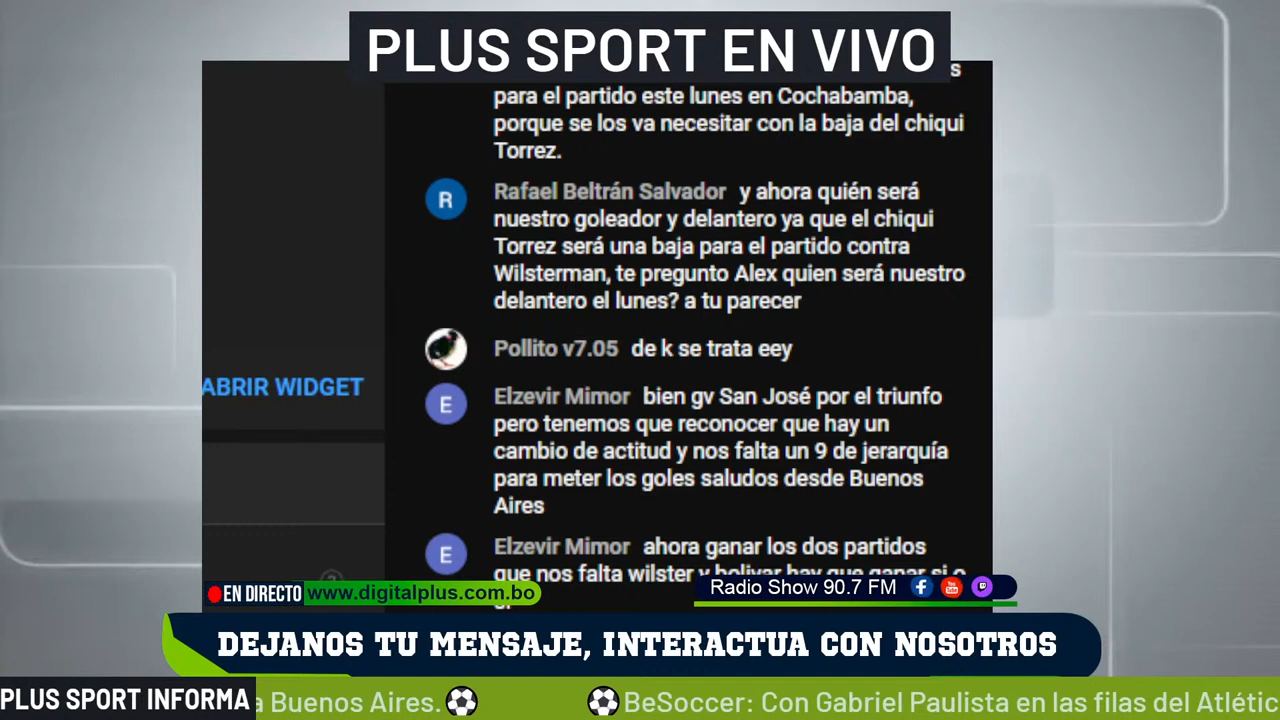 PLUS SPORT EN VIVO
para el partido este lunes en Cochabamba,
porque se los va necesitar con la baja del chiqui
Torrez.
R
Rafael Beltrán Salvador y ahora quién será
nuestro goleador y delantero ya que el chiqui
Torrez será una baja para el partido contra
Wilsterman, te pregunto Alex quien será nuestro
delantero el lunes? a tu parecer
Pollito v7.05 de k se trata eey
ABRIR WIDGET
E
Elzevir Mimor bien gv San José por el triunfo
pero tenemos que reconocer que hay un
cambio de actitud y nos falta un 9 de jerarquía
para meter los goles saludos desde Buenos
Aires
E
Elzevir Mimor ahora ganar los dos partidos
que nos falta wilster y bolivar hay que ganar si o
EN DIRECTO www.digitalplus.com.bo
Radio Show 90.7 FM
DEJANOS TU MENSAJE, INTERACTUA CON NOSOTROS
PLUS SPORT INFORMA a Buenos Aires. BeSoccer: Con Gabriel Paulista en las filas del Atlétic